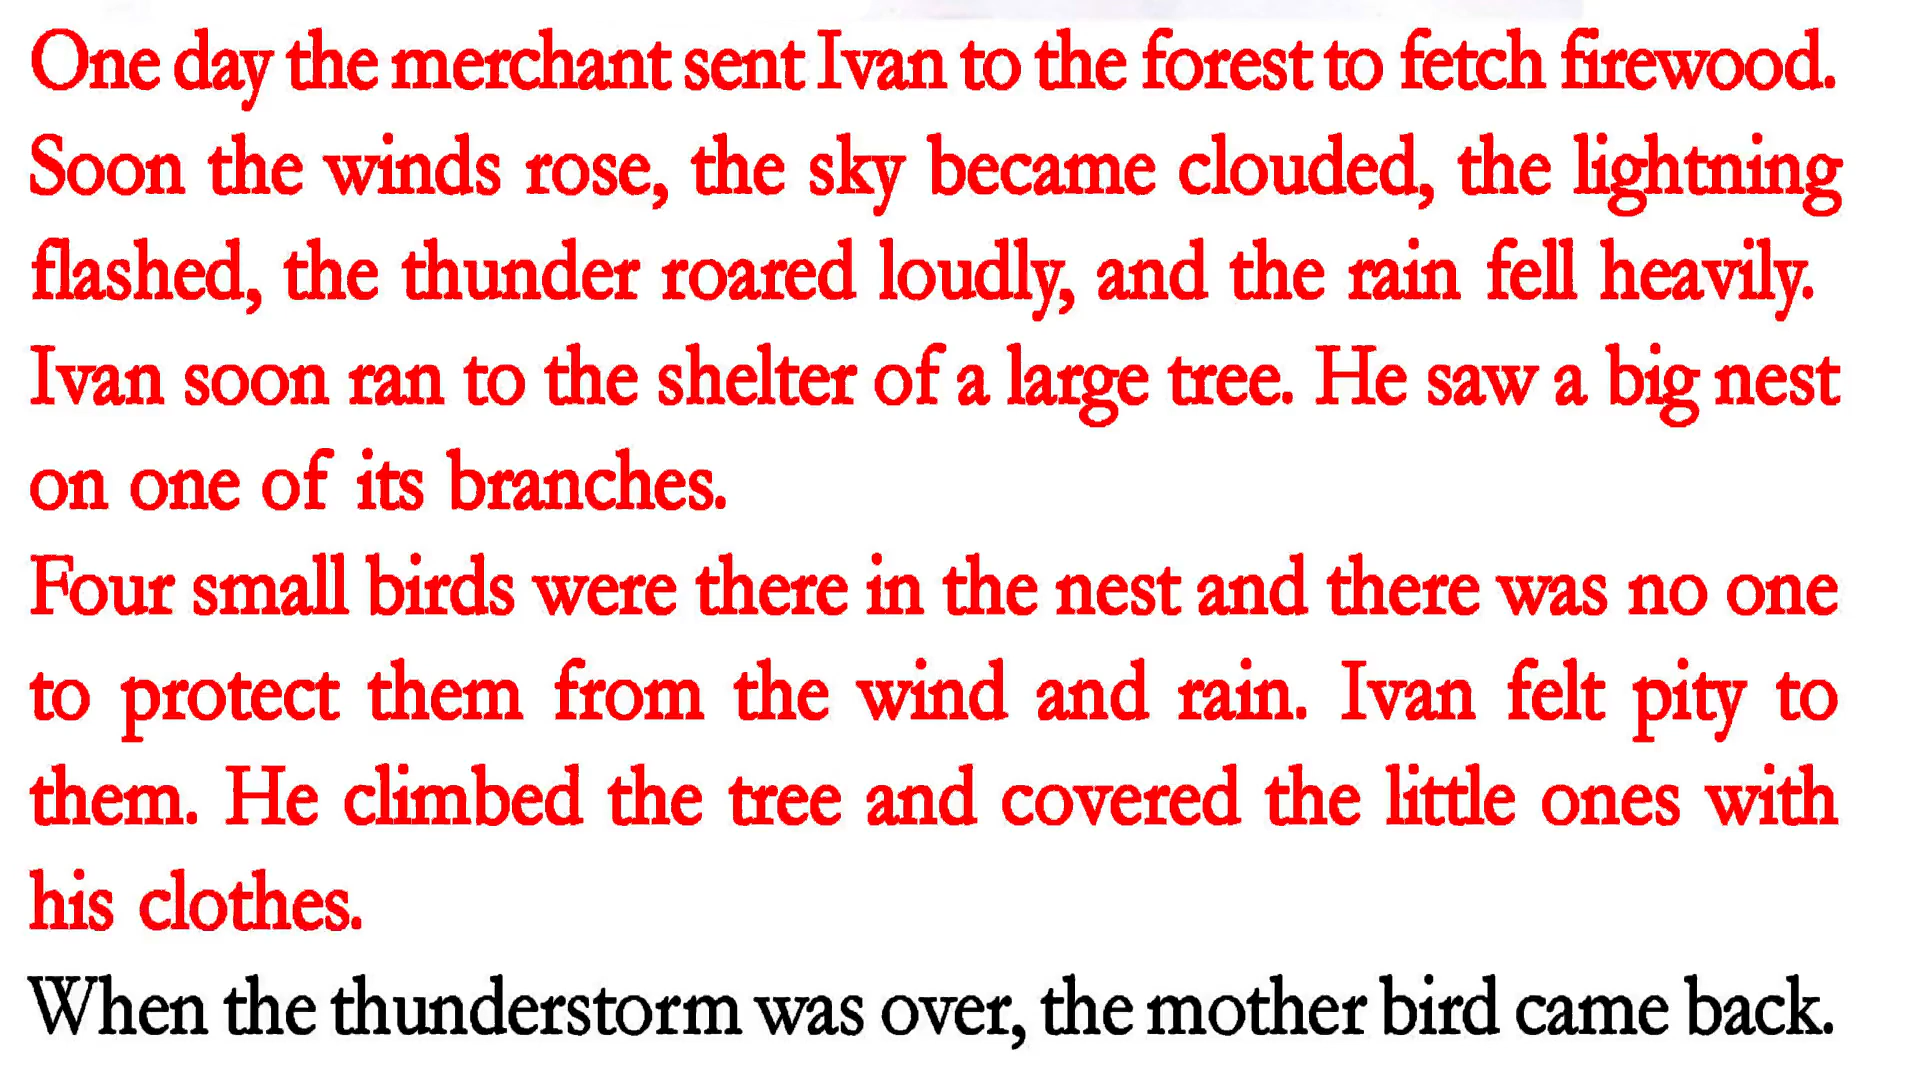 One day the merchant sent Ivan to the forest to fetch firewood.
Soon the winds rose, the sky became clouded, the lightning
flashed, the thunder roared loudly, and the rain fell heavily.
Ivan soon ran to the shelter of a large tree. He saw a big nest
on one of its branches.
Four small birds were there in the nest and there was no one
to protect them from the wind and rain. Ivan felt pity to
them. He climbed the tree and covered the little ones with
his clothes.
When the thunderstorm was over, the mother bird came back.